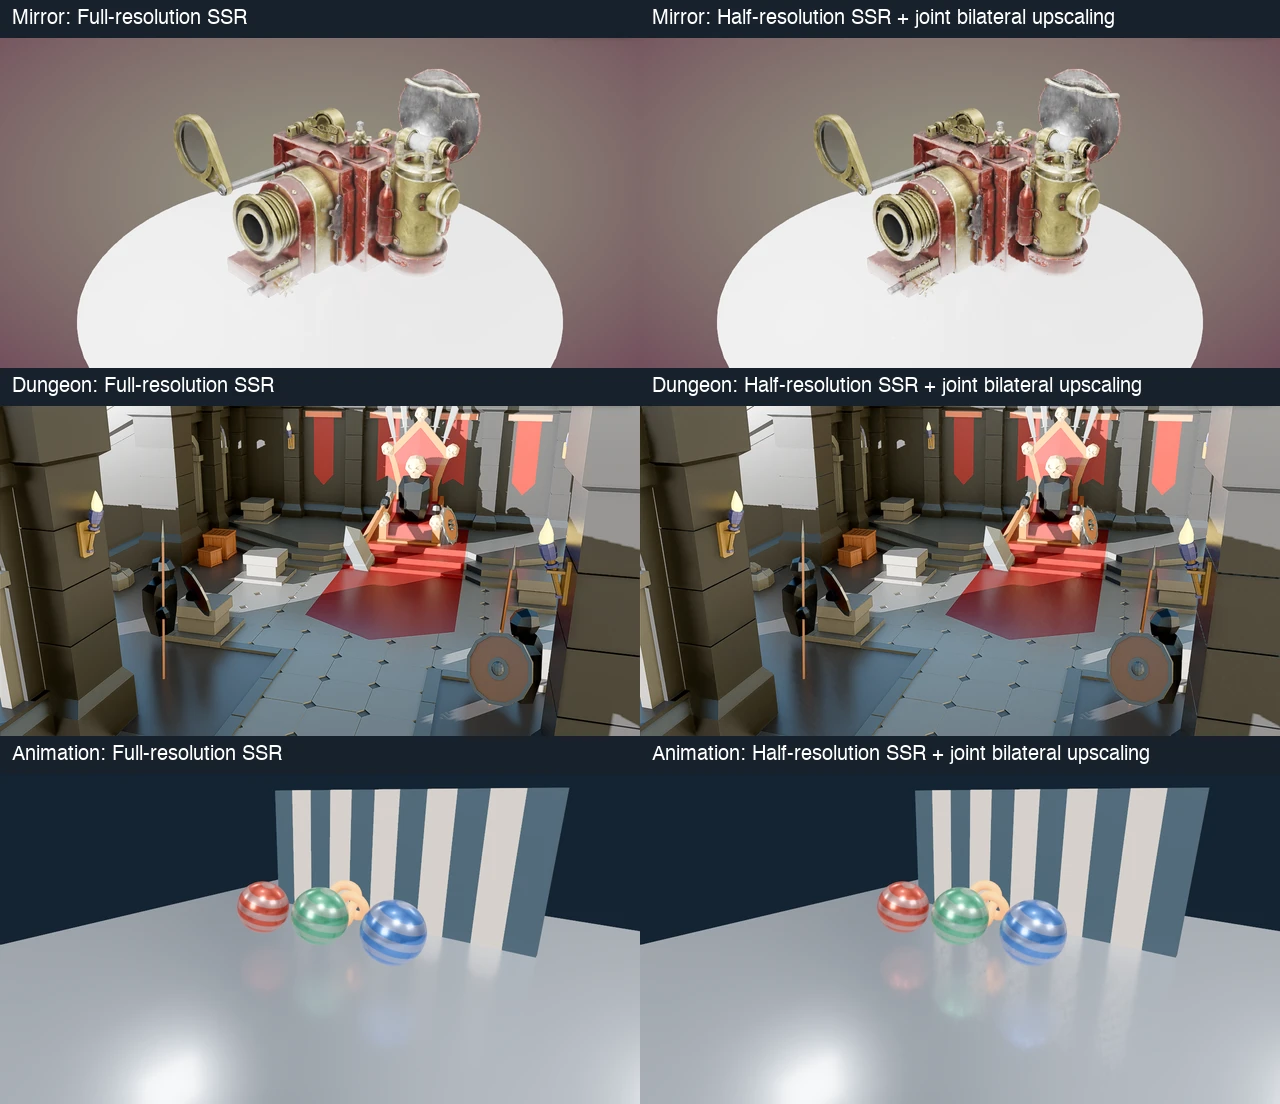 Mirror: Full-resolution SSR
Mirror: Half-resolution SSR + joint bilateral upscaling
Dungeon: Full-resolution SSR
Dungeon: Half-resolution SSR + joint bilateral upscaling
Animation: Full-resolution SSR
Animation: Half-resolution SSR + joint bilateral upscaling